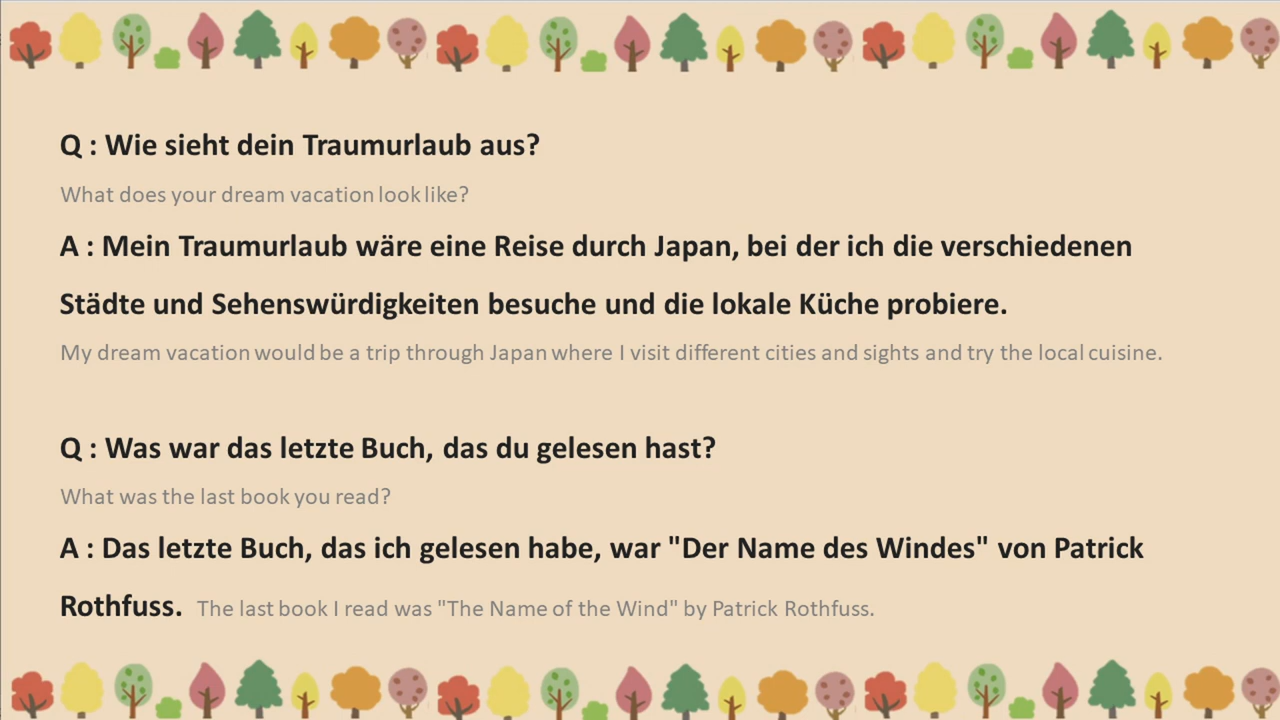 Q : Wie sieht dein Traumurlaub aus?
What does your dream vacation look like?
A : Mein Traumurlaub wäre eine Reise durch Japan, bei der ich die verschiedenen
Städte und Sehenswürdigkeiten besuche und die lokale Küche probiere.
My dream vacation would be a trip through Japan where I visit different cities and sights and try the local cuisine.
Q : Was war das letzte Buch, das du gelesen hast?
What was the last book you read?
A : Das letzte Buch, das ich gelesen habe, war "Der Name des Windes" von Patrick
Rothfuss. The last book I read was "The Name of the Wind" by Patrick Rothfuss.